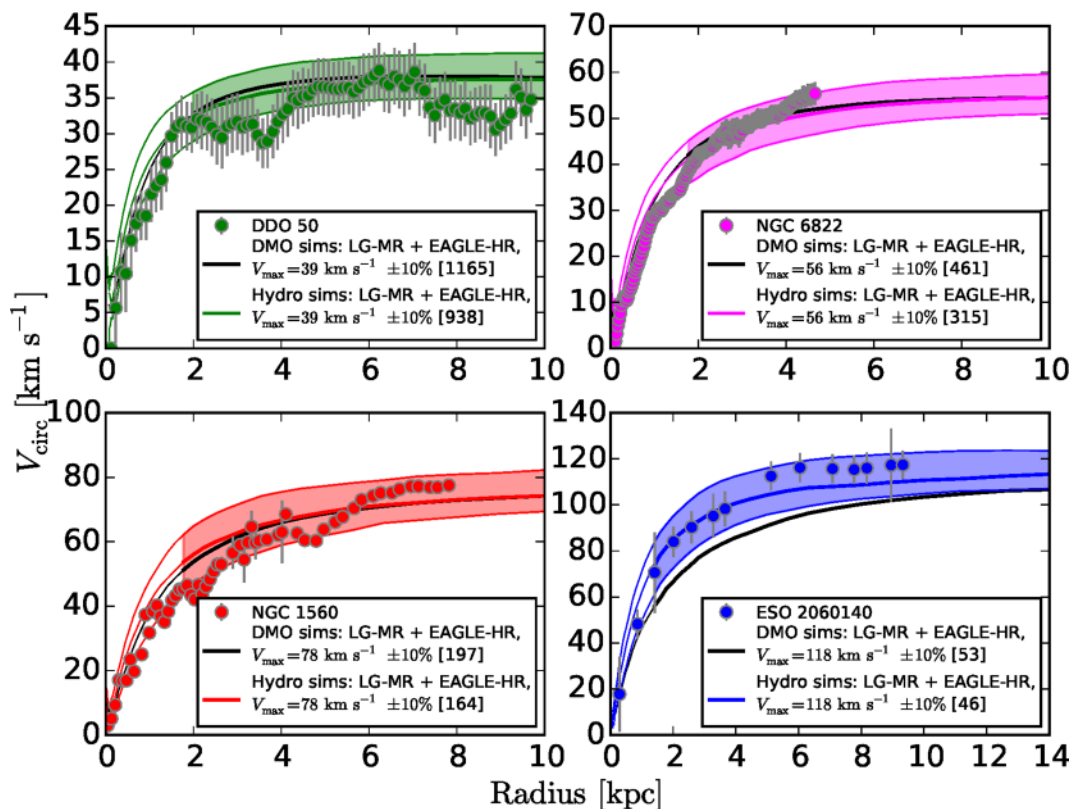 45
40
35
30
25
20
15
10
5
0
0 2 4 6 8 10
DDO 50
DMO sims: LG-MR + EAGLE-HR,
V_max=39 km s⁻¹ ±10% [1165]
Hydro sims: LG-MR + EAGLE-HR,
V_max=39 km s⁻¹ ±10% [938]
70
60
50
40
30
20
10
0
0 2 4 6 8 10
NGC 6822
DMO sims: LG-MR + EAGLE-HR,
V_max=56 km s⁻¹ ±10% [461]
Hydro sims: LG-MR + EAGLE-HR,
V_max=56 km s⁻¹ ±10% [315]
V_circ [km s⁻¹]
100
80
60
40
20
0
0 2 4 6 8 10
NGC 1560
DMO sims: LG-MR + EAGLE-HR,
V_max=78 km s⁻¹ ±10% [197]
Hydro sims: LG-MR + EAGLE-HR,
V_max=78 km s⁻¹ ±10% [164]
140
120
100
80
60
40
20
0
0 2 4 6 8 10 12 14
ESO 2060140
DMO sims: LG-MR + EAGLE-HR,
V_max=118 km s⁻¹ ±10% [53]
Hydro sims: LG-MR + EAGLE-HR,
V_max=118 km s⁻¹ ±10% [46]
Radius [kpc]